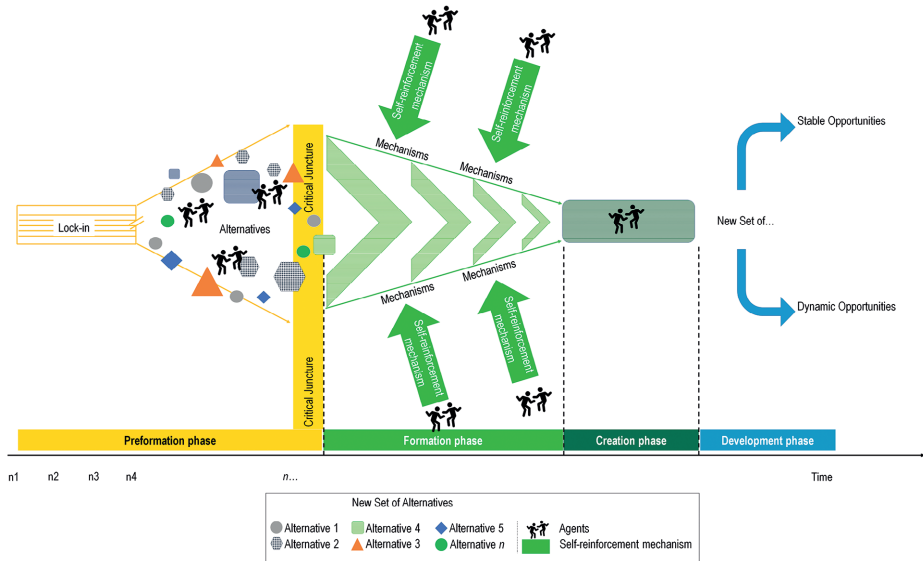 Self-reinforcement
mechanism
Self-reinforcement
mechanism
Critical Juncture
Mechanisms
Mechanisms
Stable Opportunities
Lock-in
Alternatives
New Set of...
Mechanisms
Mechanisms
Dynamic Opportunities
Self-reinforcement
mechanism
Self-reinforcement
mechanism
Critical Juncture
Preformation phase
Formation phase
Creation phase
Development phase
n1
n2
n3
n4
n...
Time
New Set of Alternatives
Alternative 1
Alternative 4
Alternative 5
Agents
Alternative 2
Alternative 3
Alternative n
Self-reinforcement mechanism